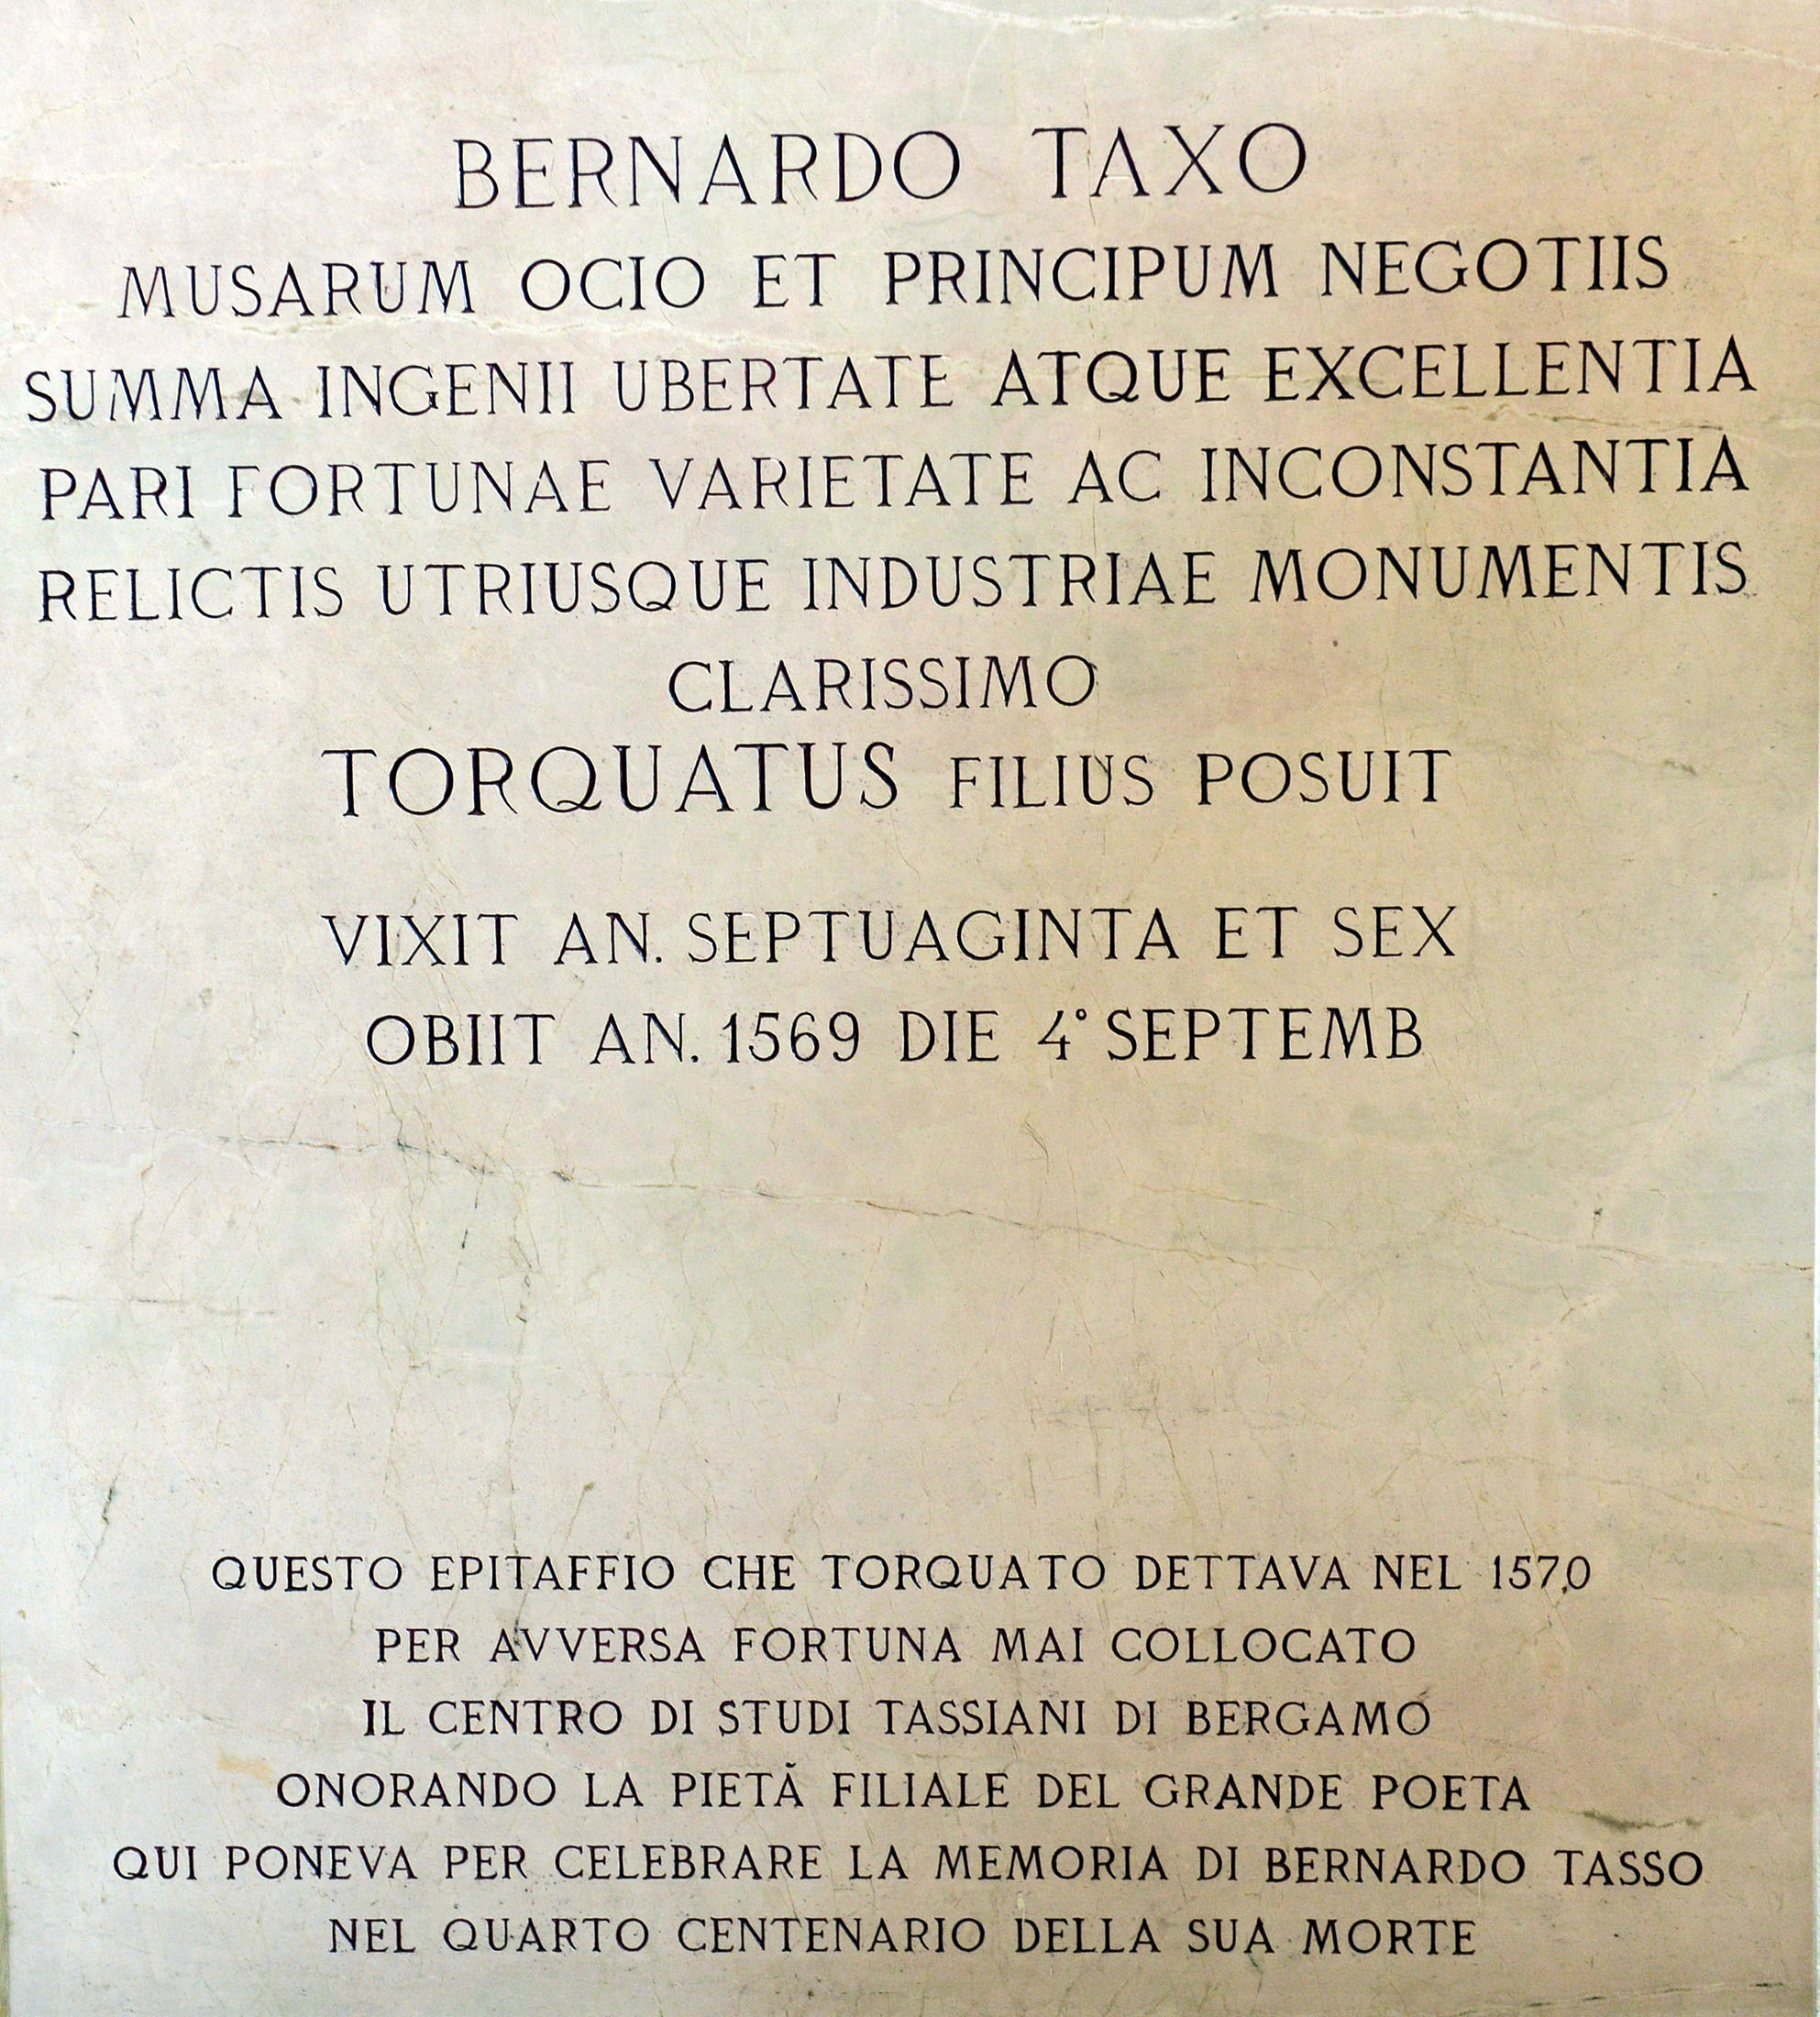 BERNARDO TAXO
MUSARUM OCIO ET PRINCIPUM NEGOTIIS
SUMMA INGENII UBERTATE ATQUE EXCELLENTIA
PARI FORTUNAE VARIETATE AC INCONSTANTIA
RELICTIS UTRIUSQUE INDUSTRIAE MONUMENTIS
CLARISSIMO
TORQUATUS FILIUS POSUIT
VIXIT AN. SEPTUAGINTA ET SEX
OBIIT AN. 1569 DIE 4° SEPTEMB
QUESTO EPITAFFIO CHE TORQUATO DETTAVA NEL 1570
PER AVVERSA FORTUNA MAI COLLOCATO
IL CENTRO DI STUDI TASSIANI DI BERGAMO
ONORANDO LA PIETÀ FILIALE DEL GRANDE POETA
QUI PONEVA PER CELEBRARE LA MEMORIA DI BERNARDO TASSO
NEL QUARTO CENTENARIO DELLA SUA MORTE